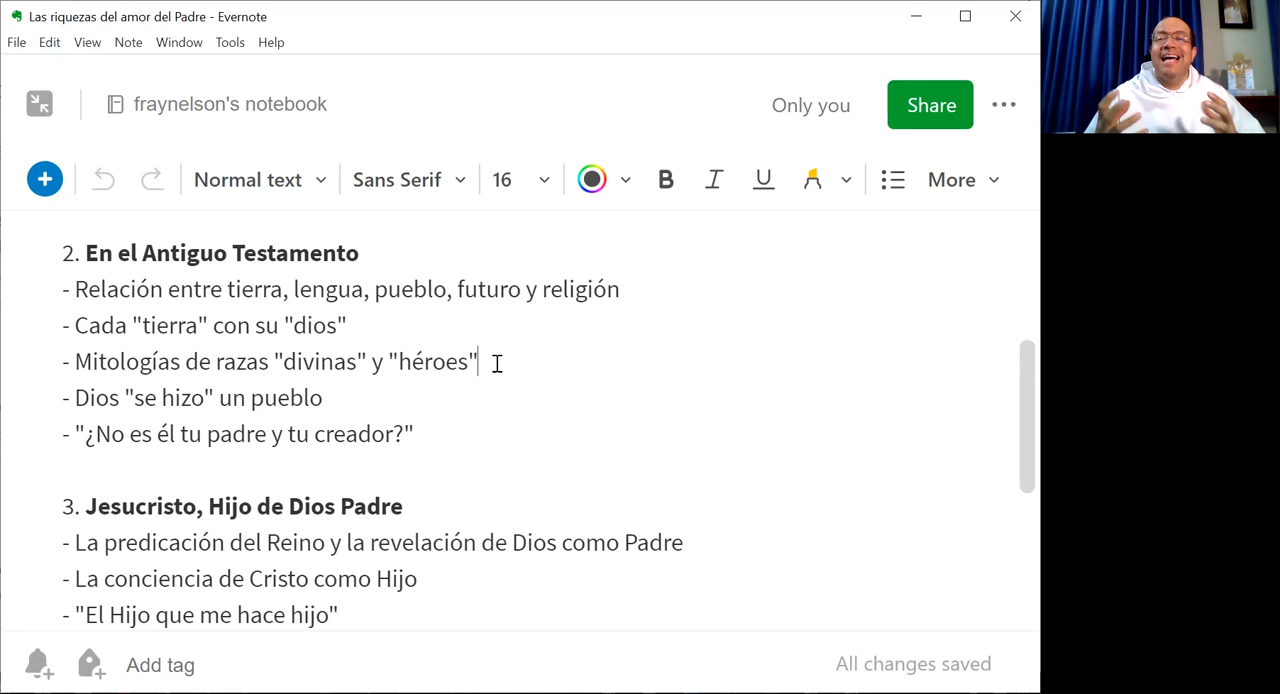 Las riquezas del amor del Padre - Evernote
File Edit View Note Window Tools Help
fraynelson's notebook
Only you
Share
Normal text
Sans Serif
16
B I U
More
2. En el Antiguo Testamento
- Relación entre tierra, lengua, pueblo, futuro y religión
- Cada "tierra" con su "dios"
- Mitologías de razas "divinas" y "héroes"
- Dios "se hizo" un pueblo
- "¿No es él tu padre y tu creador?"
3. Jesucristo, Hijo de Dios Padre
- La predicación del Reino y la revelación de Dios como Padre
- La conciencia de Cristo como Hijo
- "El Hijo que me hace hijo"
Add tag
All changes saved